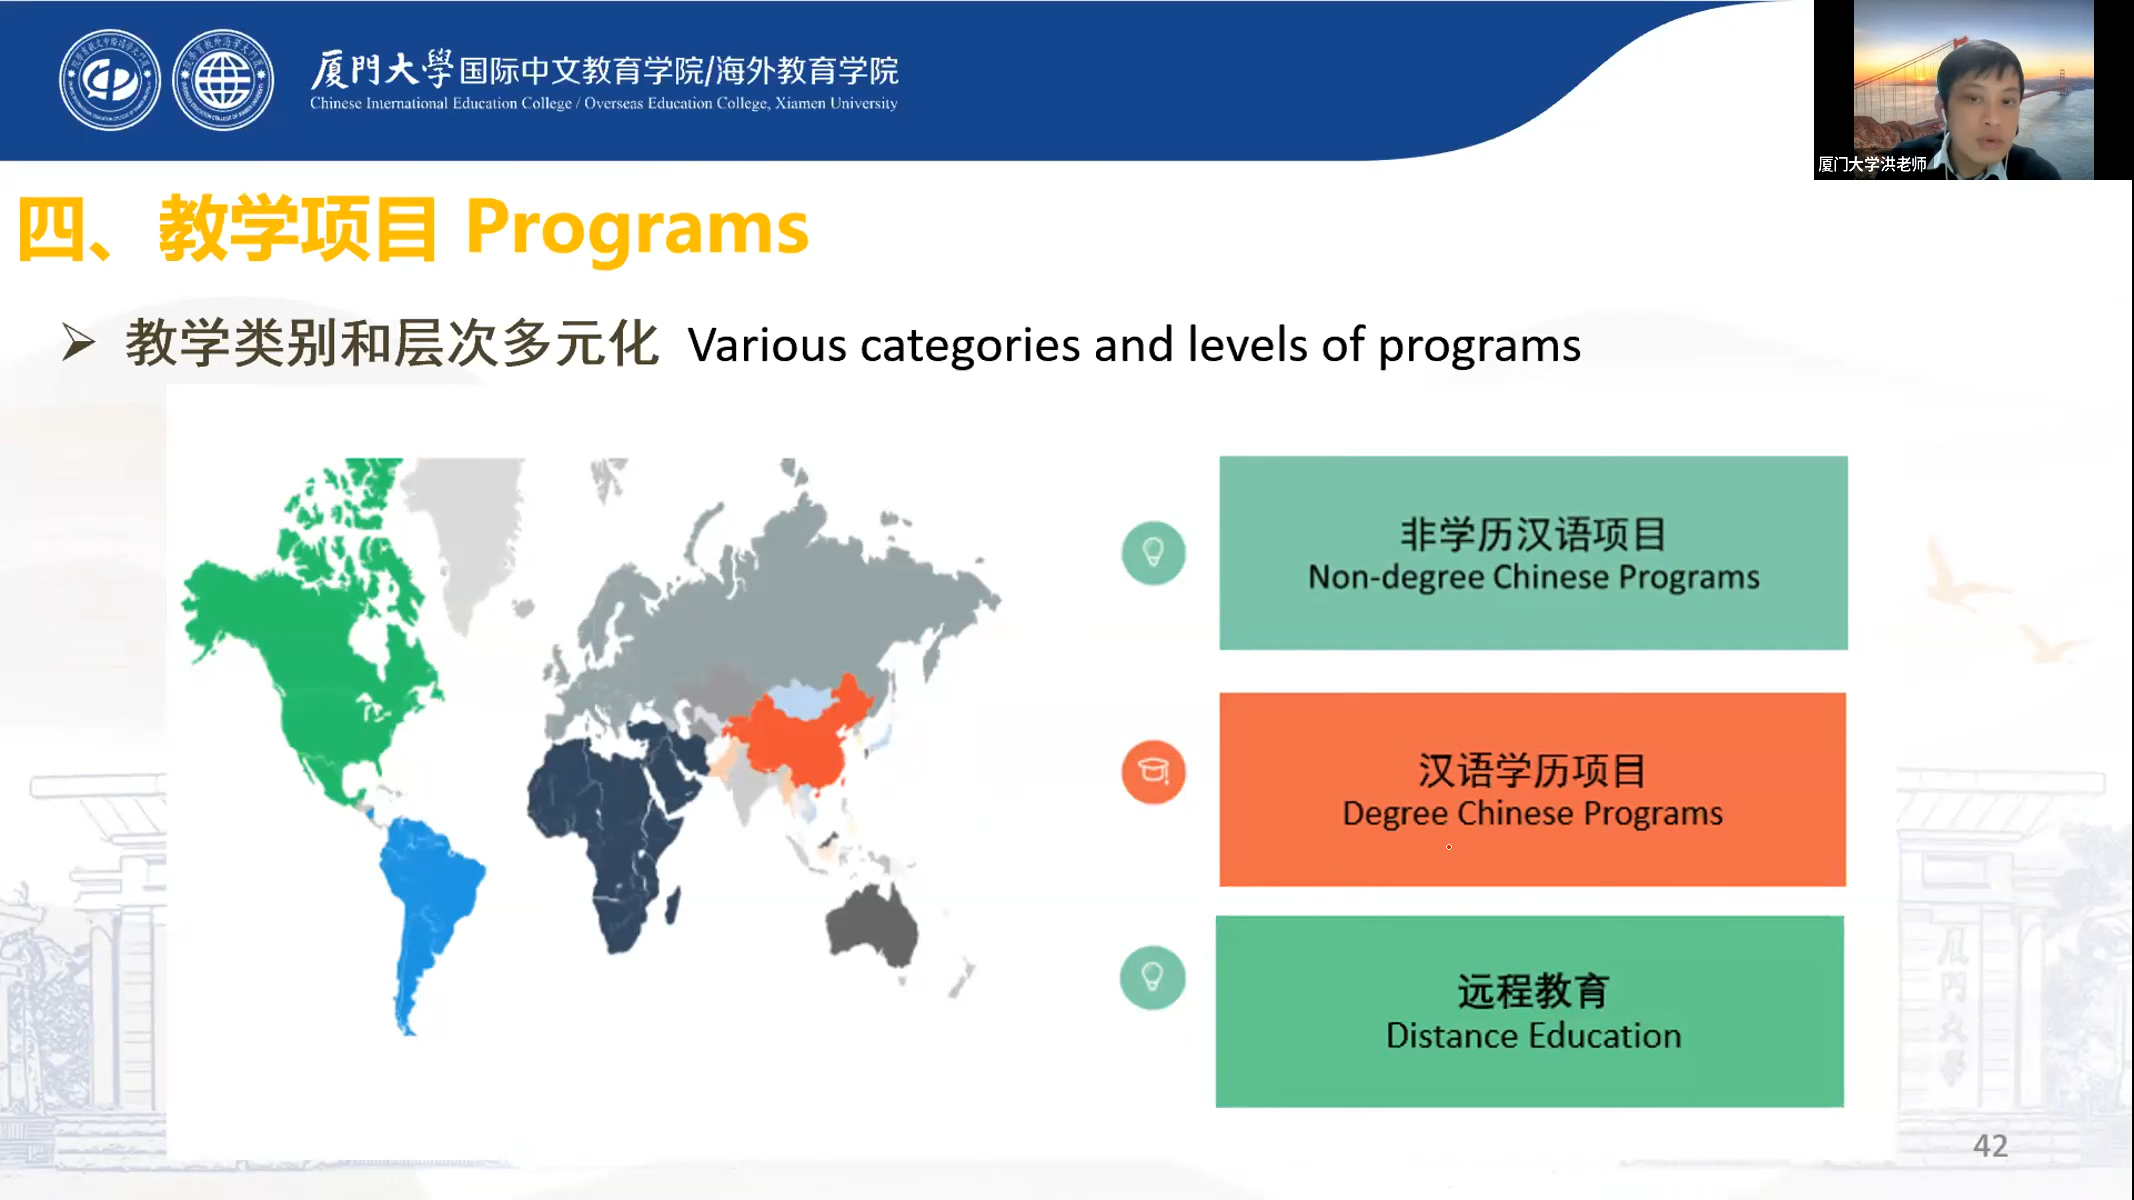 厦門大學国际中文教育学院/海外教育学院
Chinese International Education College / Overseas Education College, Xiamen University
厦门大学洪老师
四、教学项目 Programs
教学类别和层次多元化 Various categories and levels of programs
非学历汉语项目
Non-degree Chinese Programs
汉语学历项目
Degree Chinese Programs
远程教育
Distance Education
42